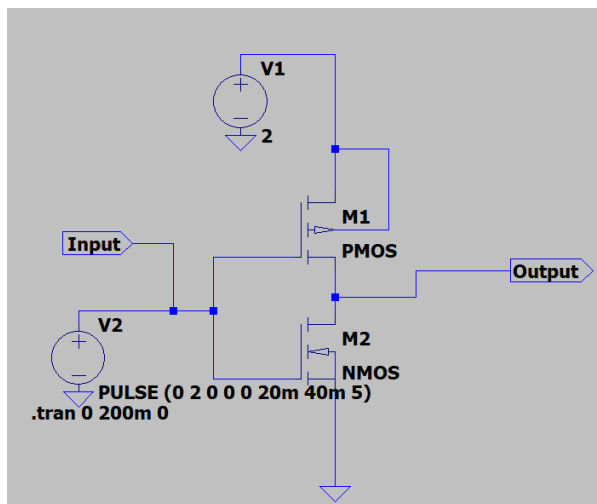 V1
2
M1
PMOS
Input
Output
V2
M2
NMOS
PULSE (0 2 0 0 0 20m 40m 5)
.tran 0 200m 0